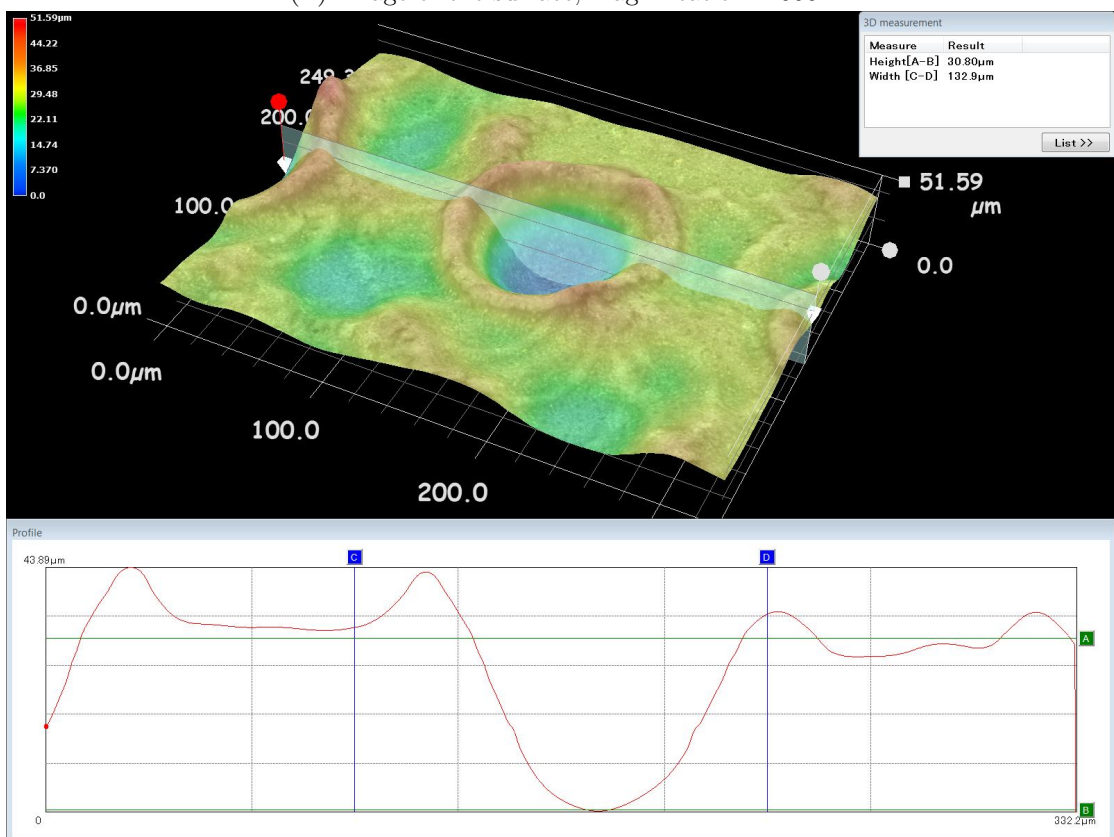 51.59µm
44.22
36.85
29.48
22.11
14.74
7.370
0.0
3D measurement
Measure Result
Height[A-B] 30.80µm
Width [C-D] 132.9µm
List >>
200.0
100.0
0.0µm
0.0µm
100.0
200.0
51.59
µm
0.0
Profile
43.89µm
C
D
A
B
0
332.2µm